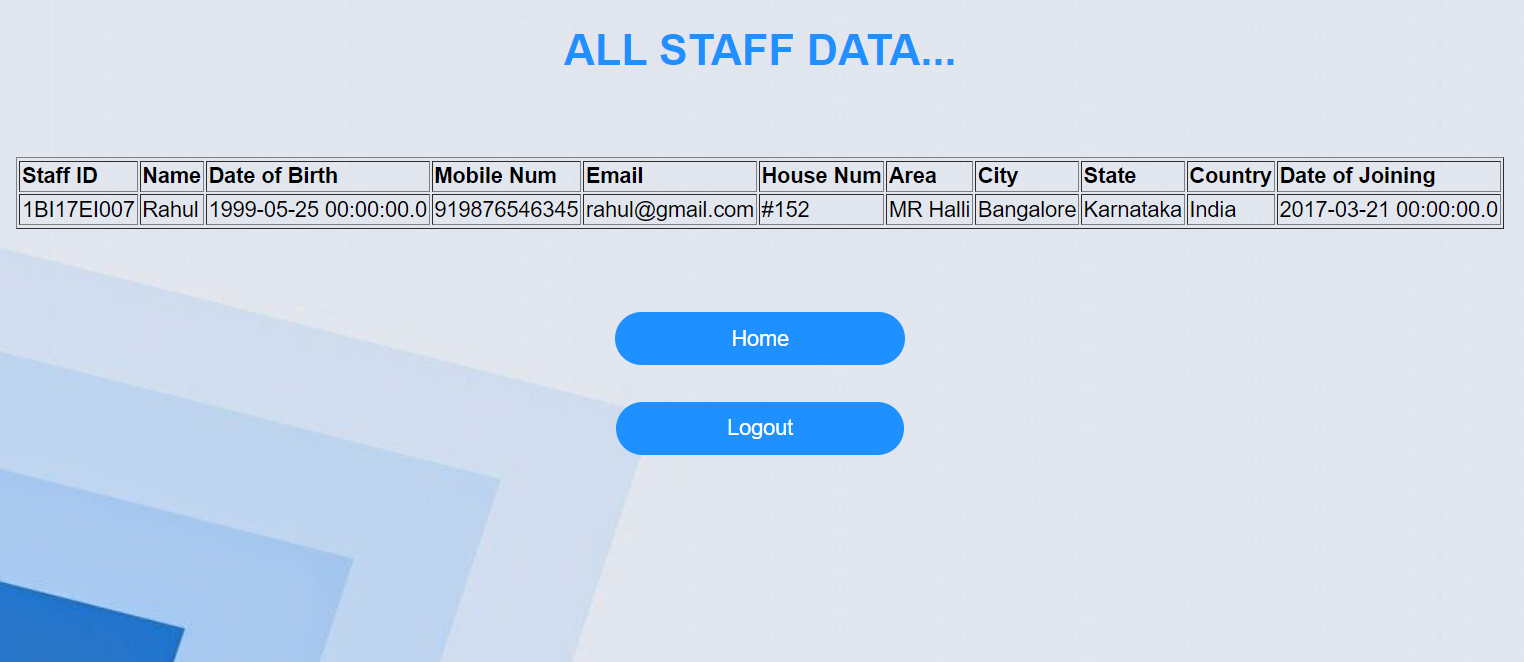 ALL STAFF DATA...
Staff ID Name Date of Birth Mobile Num Email House Num Area City State Country Date of Joining
1BI17EI007 Rahul 1999-05-25 00:00:00.0 919876546345 rahul@gmail.com #152 MR Halli Bangalore Karnataka India 2017-03-21 00:00:00.0
Home
Logout